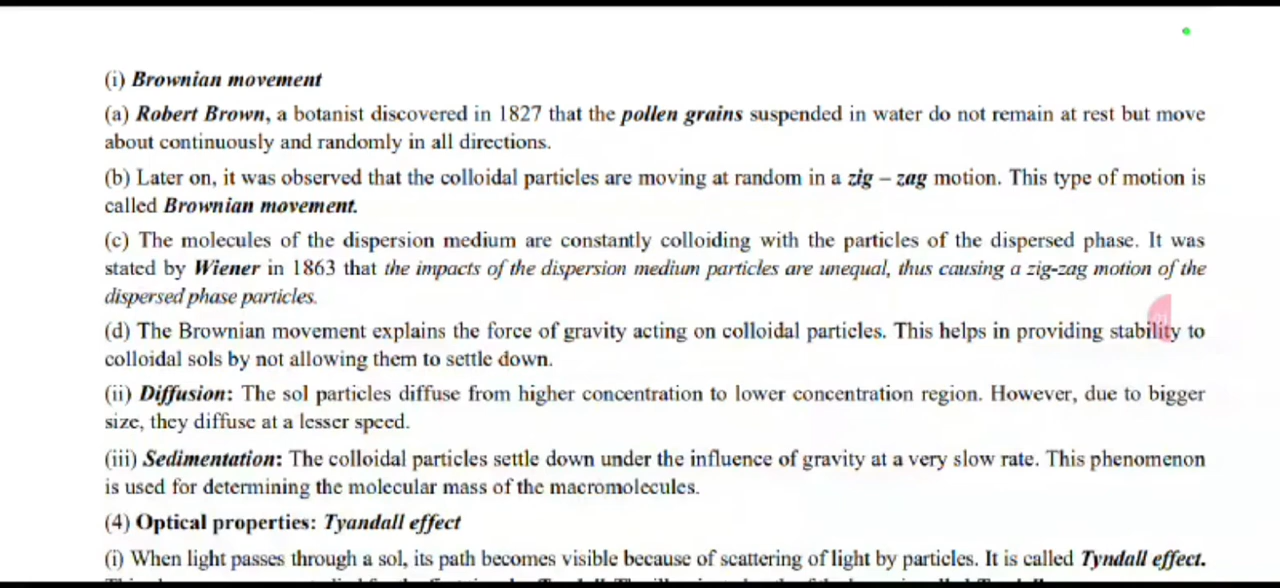 (i) Brownian movement
(a) Robert Brown, a botanist discovered in 1827 that the pollen grains suspended in water do not remain at rest but move
about continuously and randomly in all directions.
(b) Later on, it was observed that the colloidal particles are moving at random in a zig – zag motion. This type of motion is
called Brownian movement.
(c) The molecules of the dispersion medium are constantly colloiding with the particles of the dispersed phase. It was
stated by Wiener in 1863 that the impacts of the dispersion medium particles are unequal, thus causing a zig-zag motion of the
dispersed phase particles.
(d) The Brownian movement explains the force of gravity acting on colloidal particles. This helps in providing stability to
colloidal sols by not allowing them to settle down.
(ii) Diffusion: The sol particles diffuse from higher concentration to lower concentration region. However, due to bigger
size, they diffuse at a lesser speed.
(iii) Sedimentation: The colloidal particles settle down under the influence of gravity at a very slow rate. This phenomenon
is used for determining the molecular mass of the macromolecules.
(4) Optical properties: Tyandall effect
(i) When light passes through a sol, its path becomes visible because of scattering of light by particles. It is called Tyndall effect.